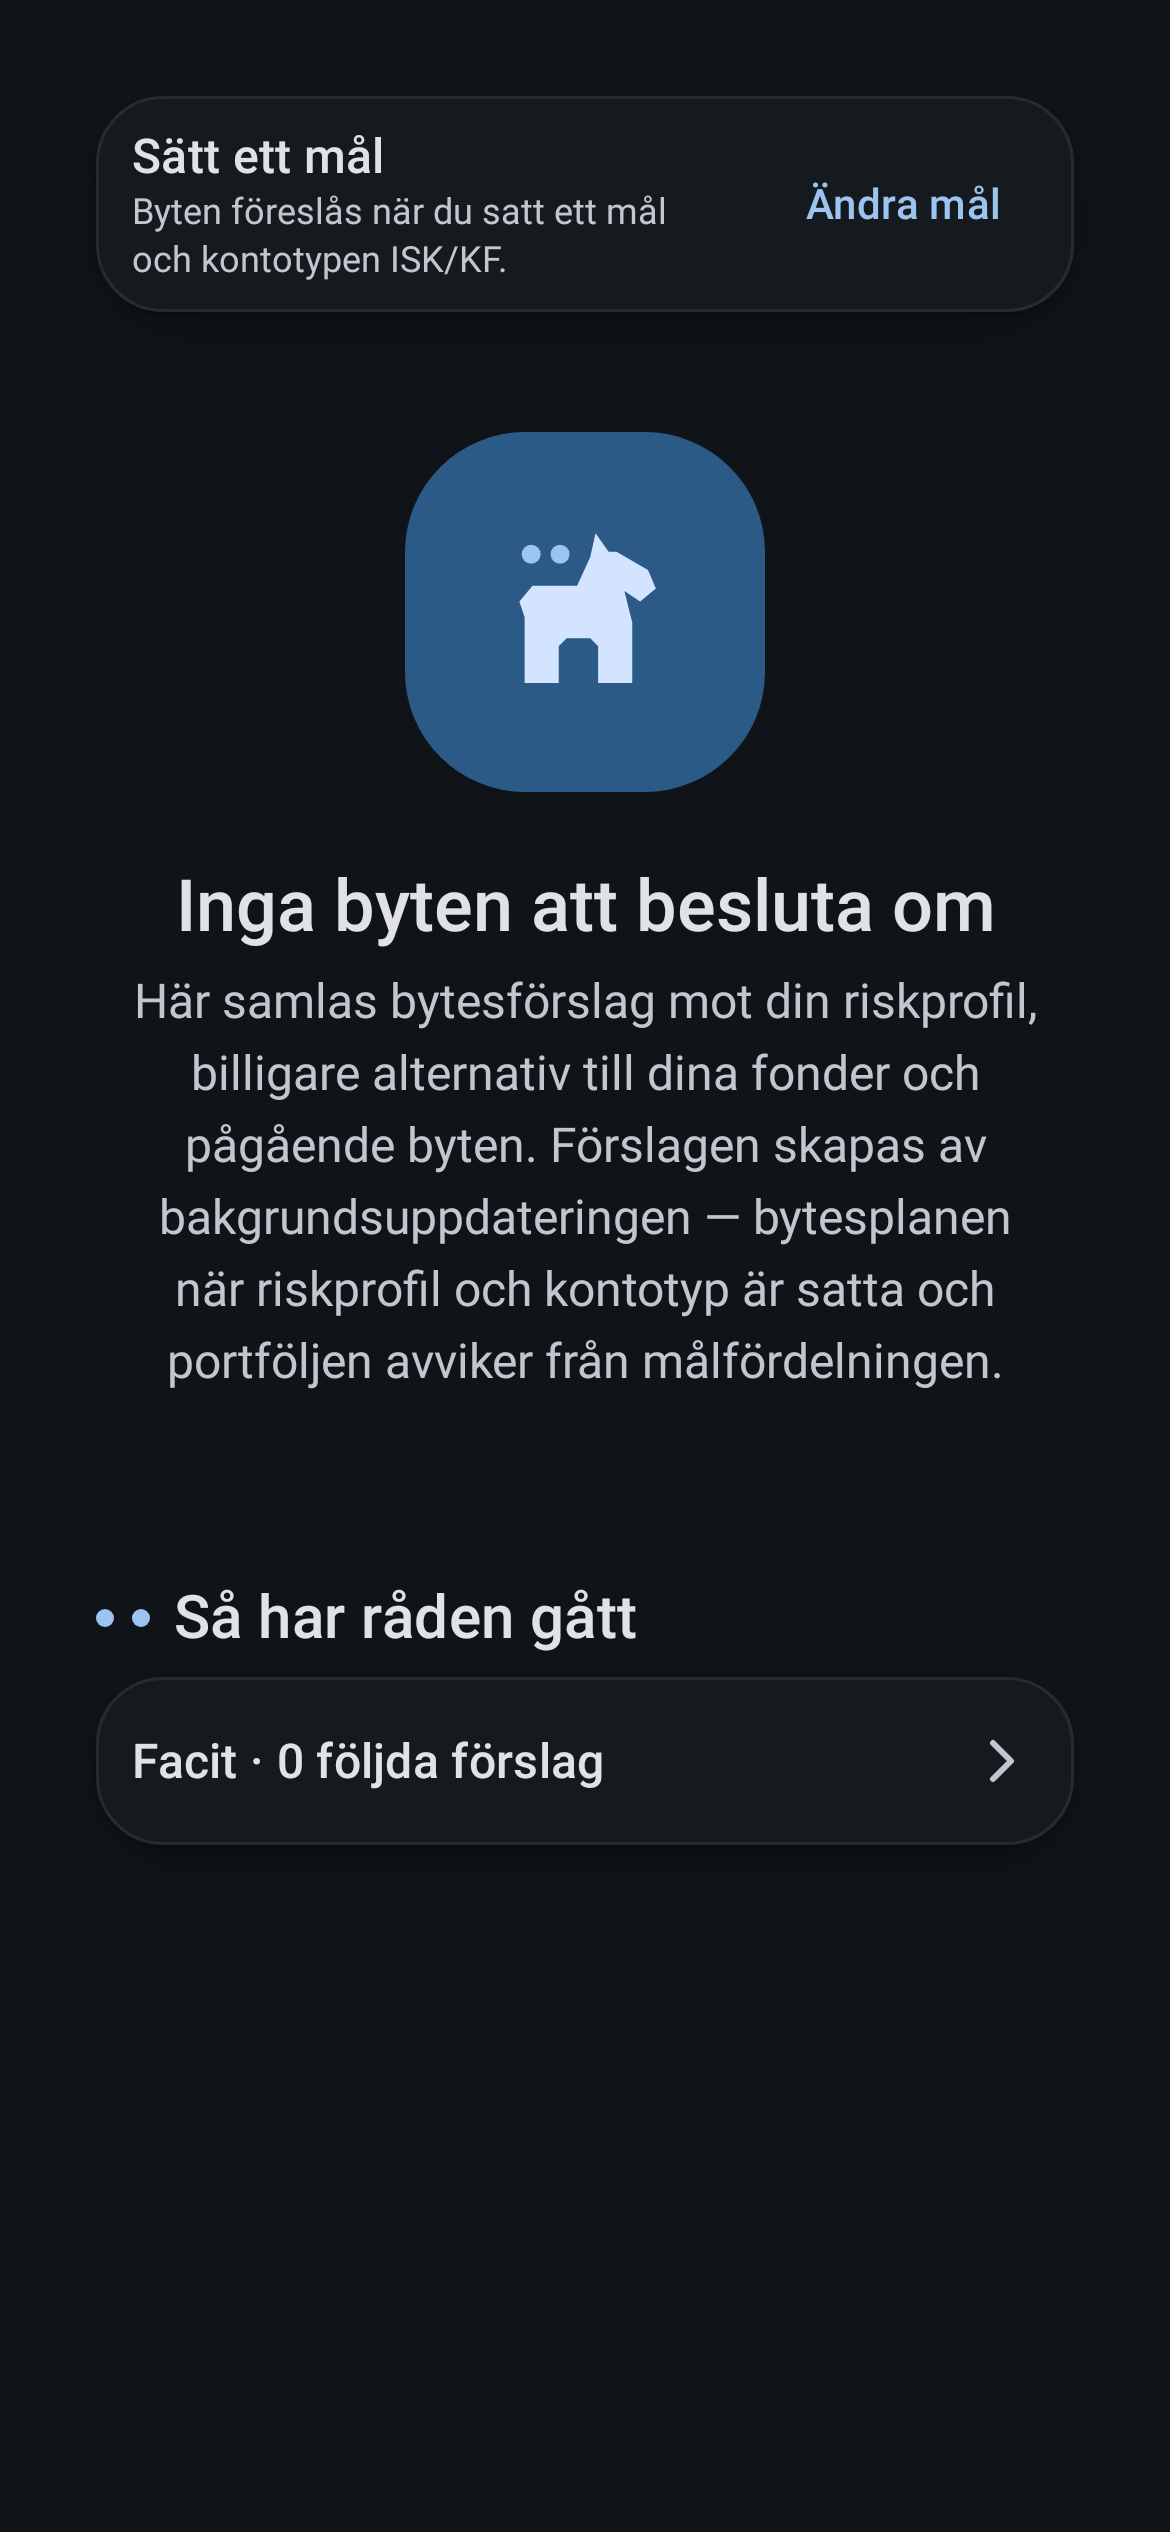 Sätt ett mål
Byten föreslås när du satt ett mål
och kontotypen ISK/KF.
Ändra mål
Inga byten att besluta om
Här samlas bytesförslag mot din riskprofil,
billigare alternativ till dina fonder och
pågående byten. Förslagen skapas av
bakgrundsuppdateringen — bytesplanen
när riskprofil och kontotyp är satta och
portföljen avviker från målfördelningen.
Så har råden gått
Facit · 0 följda förslag